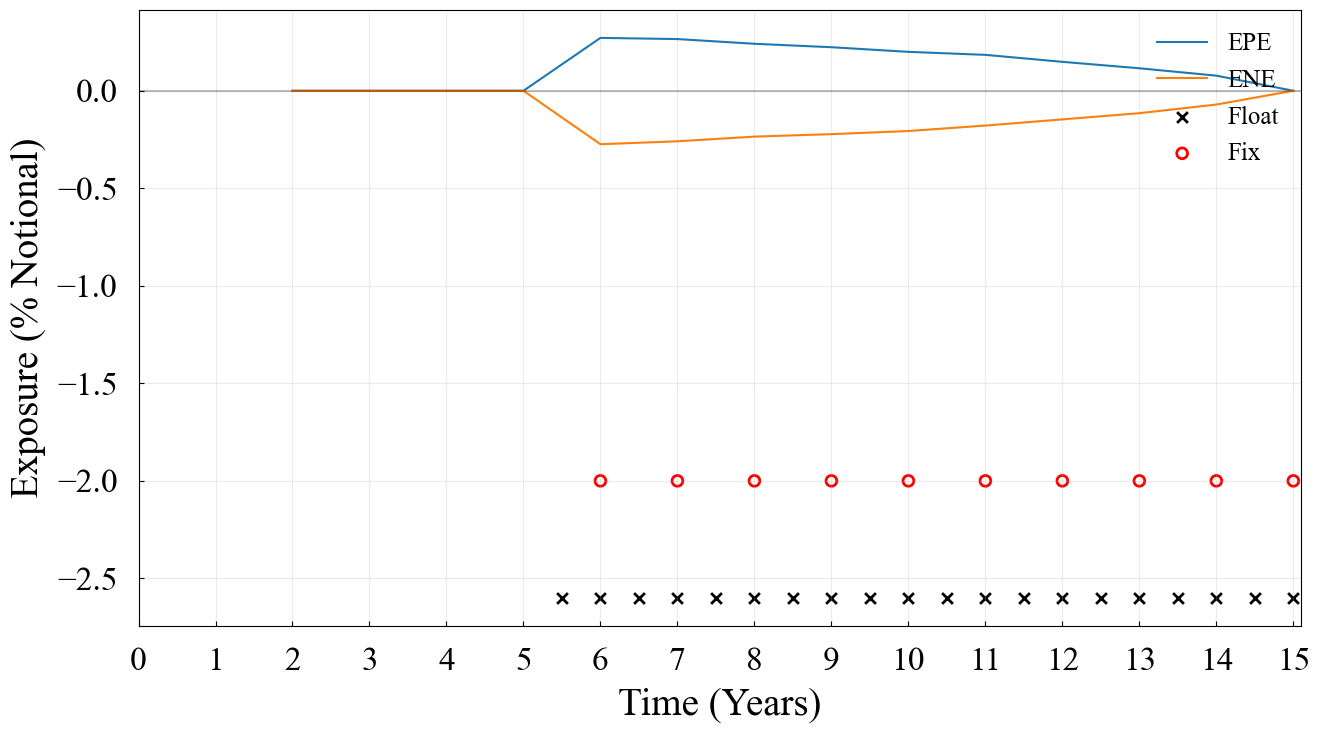 EPE
ENE
Float
Fix
0.0
−0.5
−1.0
−1.5
−2.0
−2.5
Exposure (% Notional)
0 1 2 3 4 5 6 7 8 9 10 11 12 13 14 15
Time (Years)